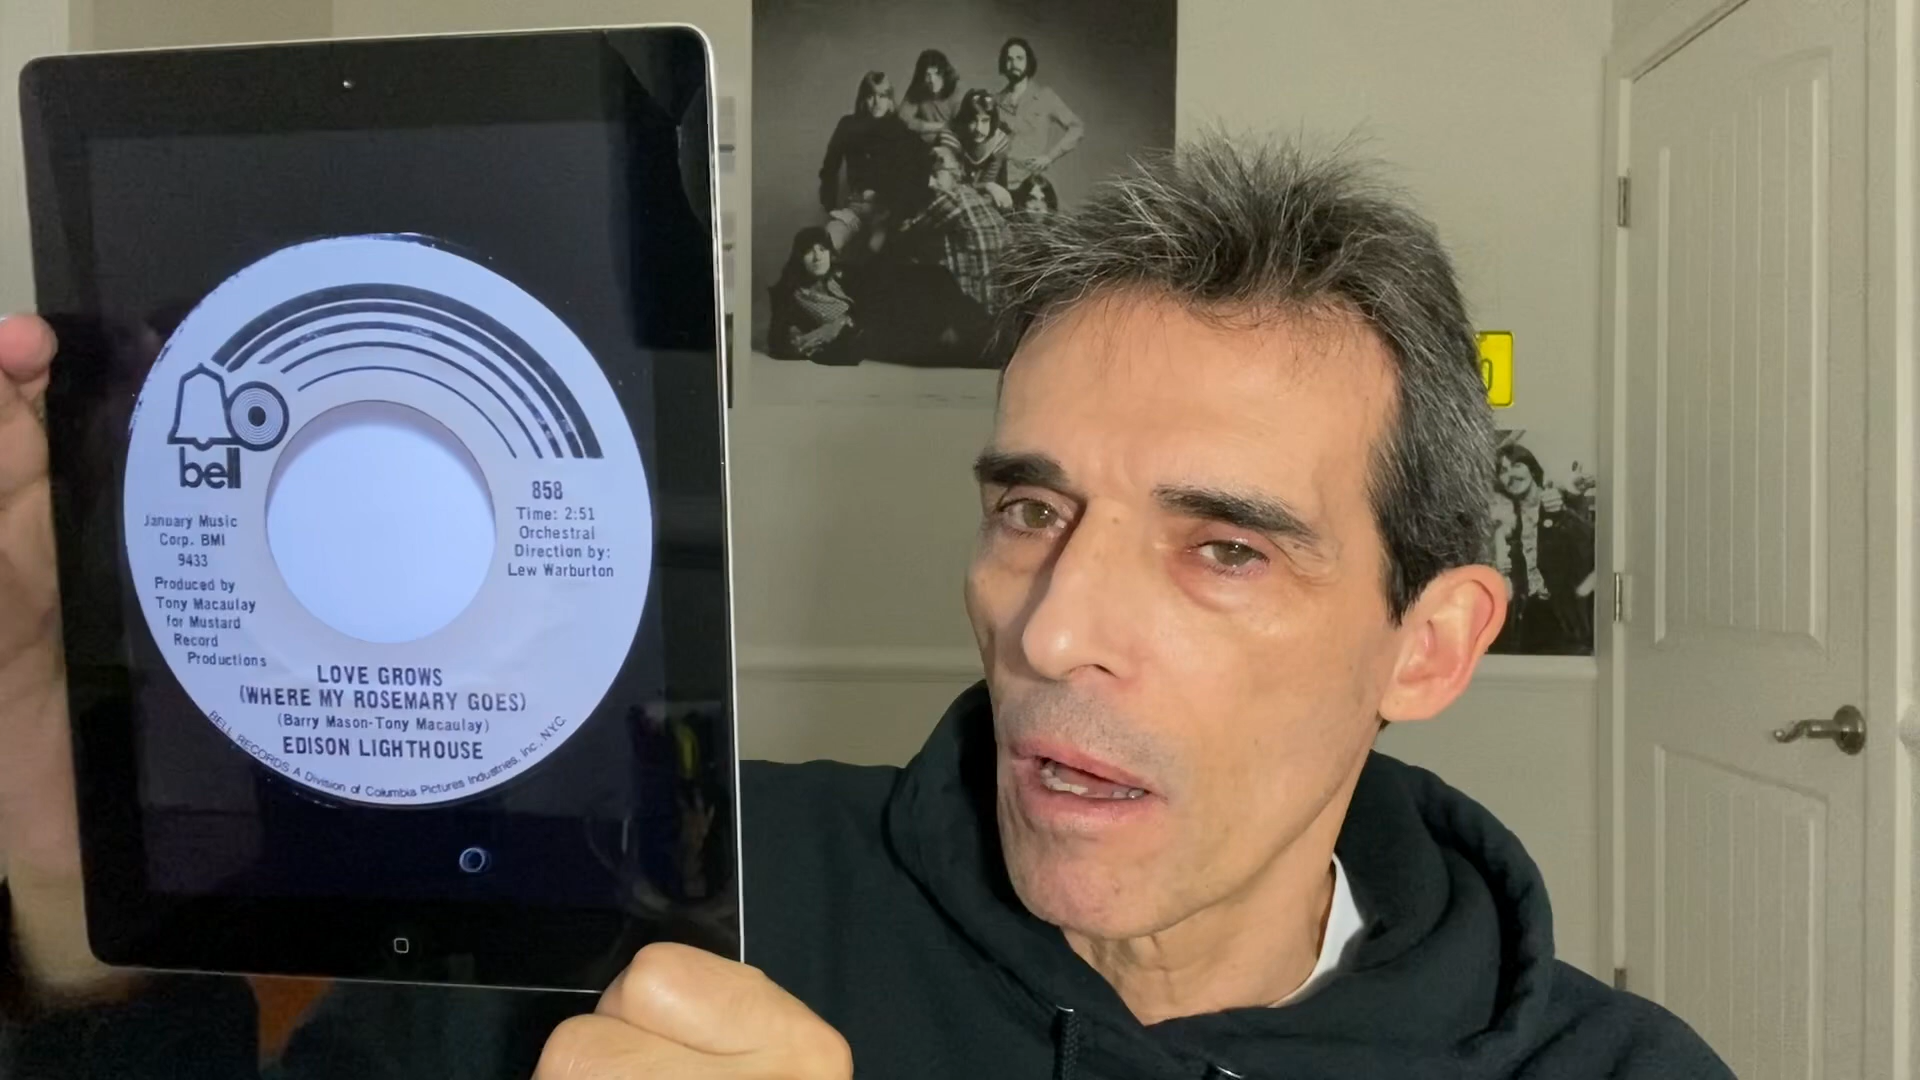 bell
858
Time: 2:51
Orchestral
Direction by:
Lew Warburton
January Music
Corp. BMI
9433
Produced by
Tony Macaulay
for Mustard
Record
Productions
LOVE GROWS
(WHERE MY ROSEMARY GOES)
(Barry Mason-Tony Macaulay)
EDISON LIGHTHOUSE
BELL RECORDS A Division of Columbia Pictures Industries, Inc., N.Y.C.